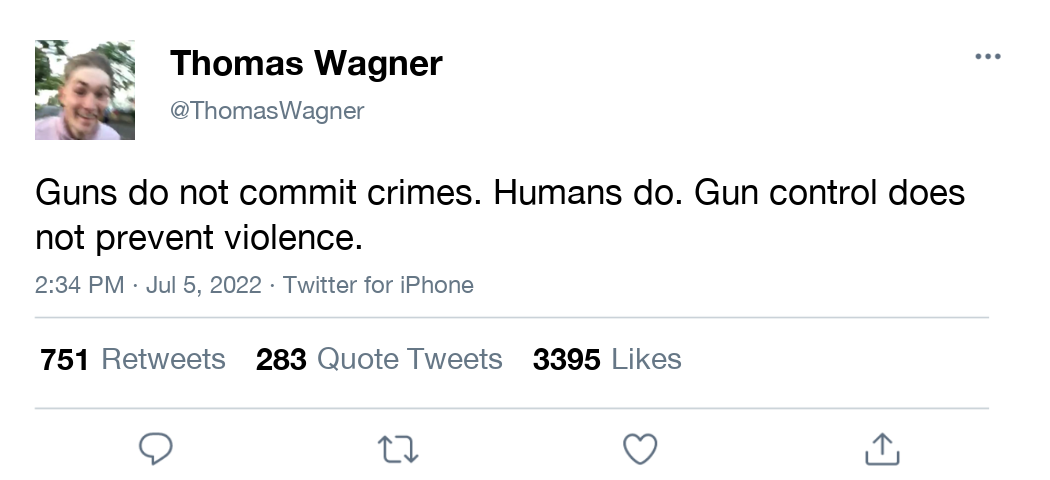 Thomas Wagner
@ThomasWagner
Guns do not commit crimes. Humans do. Gun control does
not prevent violence.
2:34 PM · Jul 5, 2022 · Twitter for iPhone
751 Retweets 283 Quote Tweets 3395 Likes